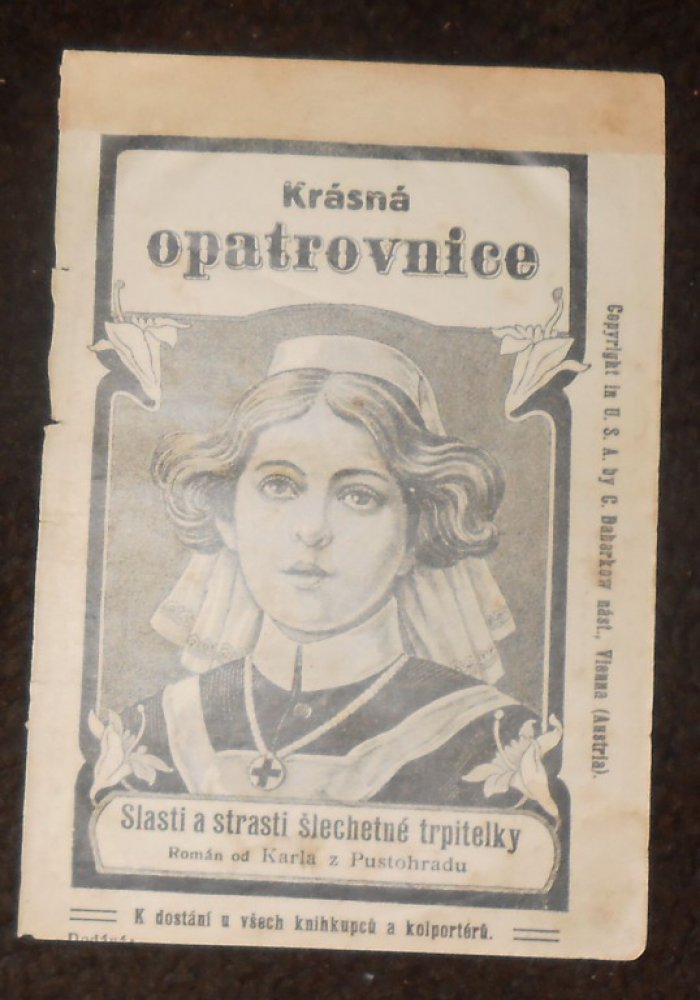 Krásná
opatrovnice
Copyright in U. S. A. by C. Daberkow nást., Vienna (Austria).
Slasti a strasti šlechetné trpitelky
Román od Karla z Pustohradu
K dostání u všech knihkupců a kolportérů.